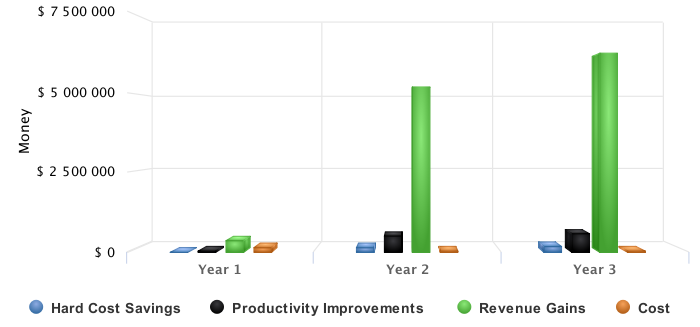 $ 7 500 000
$ 5 000 000
$ 2 500 000
$ 0
Money
Year 1
Year 2
Year 3
Hard Cost Savings
Productivity Improvements
Revenue Gains
Cost